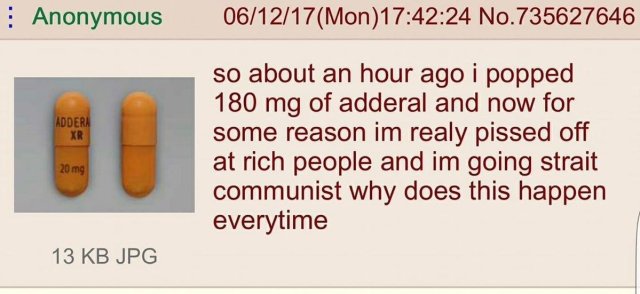 Anonymous 06/12/17(Mon)17:42:24 No.735627646
so about an hour ago i popped
180 mg of adderal and now for
some reason im realy pissed off
at rich people and im going strait
communist why does this happen
everytime
ADDERA
XR
20 mg
13 KB JPG